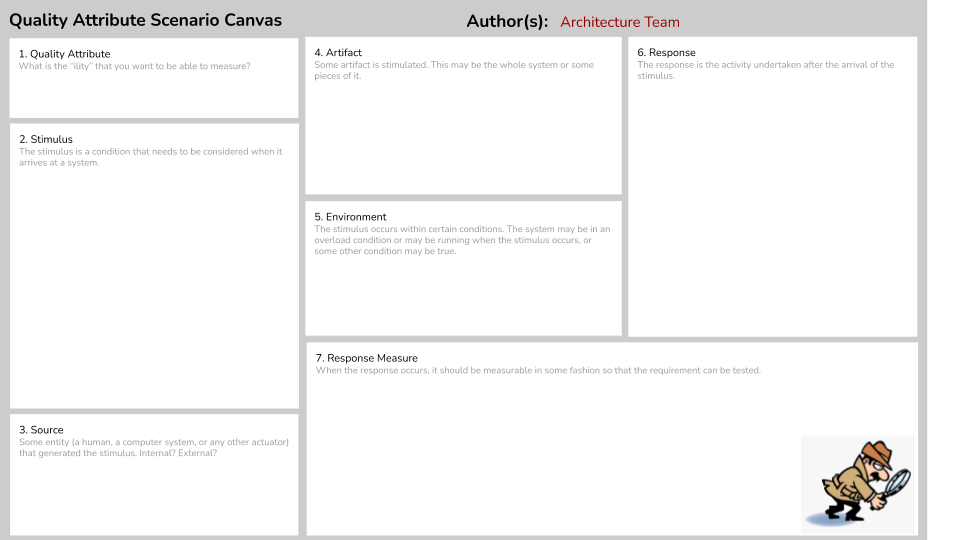 Quality Attribute Scenario Canvas
Author(s): Architecture Team
1. Quality Attribute
What is the “ility” that you want to be able to measure?
2. Stimulus
The stimulus is a condition that needs to be considered when it
arrives at a system.
3. Source
Some entity (a human, a computer system, or any other actuator)
that generated the stimulus. Internal? External?
4. Artifact
Some artifact is stimulated. This may be the whole system or some
pieces of it.
5. Environment
The stimulus occurs within certain conditions. The system may be in an
overload condition or may be running when the stimulus occurs, or
some other condition may be true.
6. Response
The response is the activity undertaken after the arrival of the
stimulus.
7. Response Measure
When the response occurs, it should be measurable in some fashion so that the requirement can be tested.